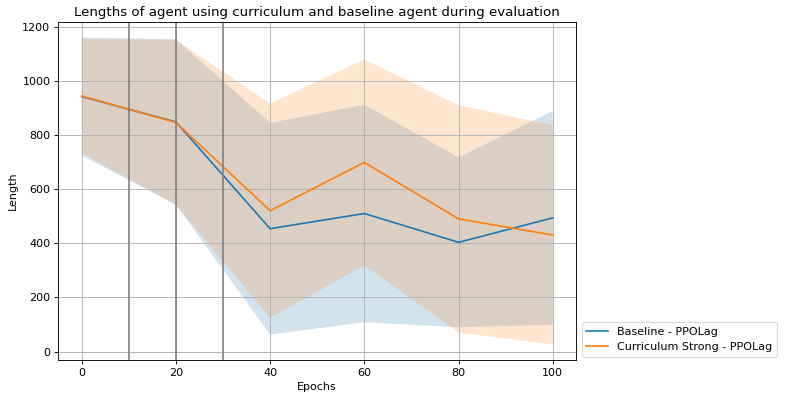 Lengths of agent using curriculum and baseline agent during evaluation
1200
1000
800
600
400
200
0
Length
0 20 40 60 80 100
Epochs
Baseline - PPOLag
Curriculum Strong - PPOLag